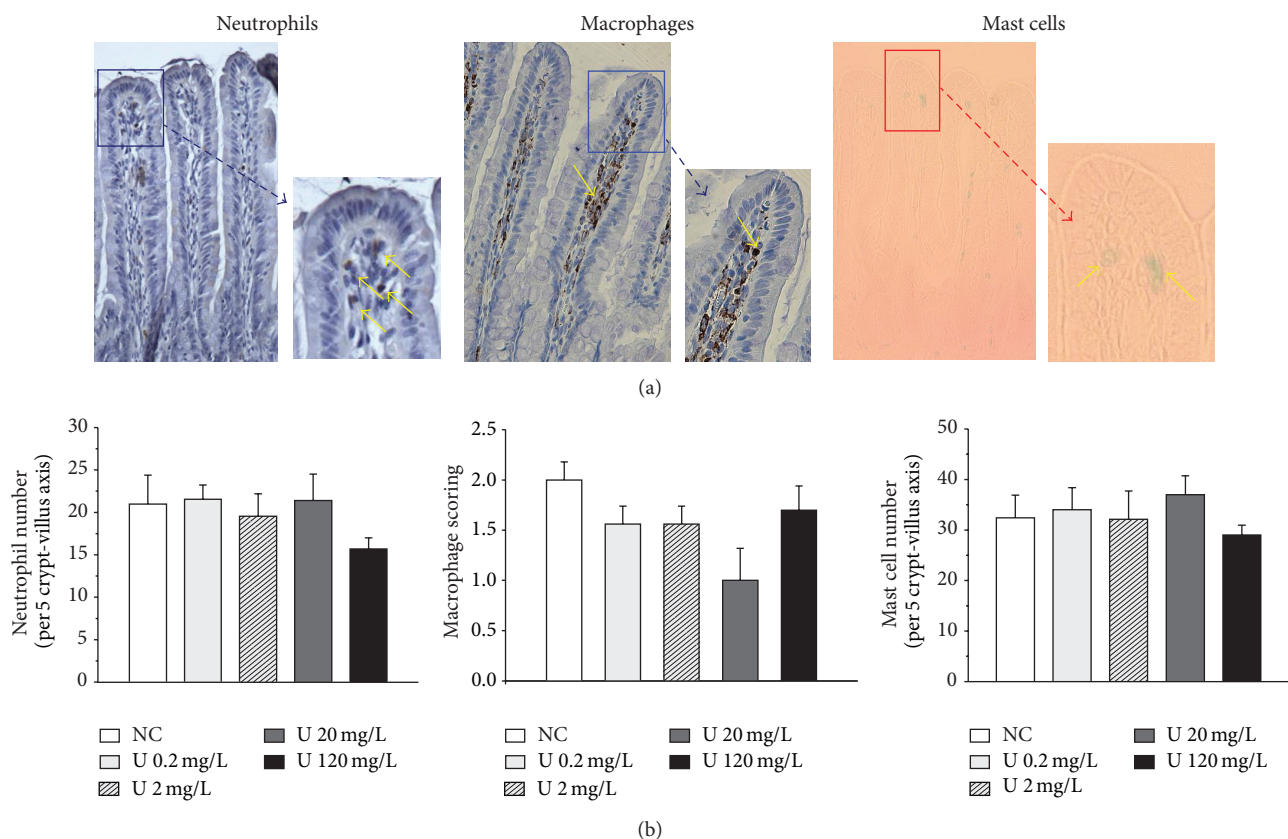 Neutrophils
Macrophages
Mast cells
(a)
Neutrophil number
(per 5 crypt-villus axis)
30
25
20
15
10
5
0
Macrophage scoring
2.5
2.0
1.5
1.0
0.5
0.0
Mast cell number
(per 5 crypt-villus axis)
50
40
30
20
10
0
NC
U 0.2 mg/L
U 2 mg/L
U 20 mg/L
U 120 mg/L
NC
U 0.2 mg/L
U 2 mg/L
U 20 mg/L
U 120 mg/L
NC
U 0.2 mg/L
U 2 mg/L
U 20 mg/L
U 120 mg/L
(b)